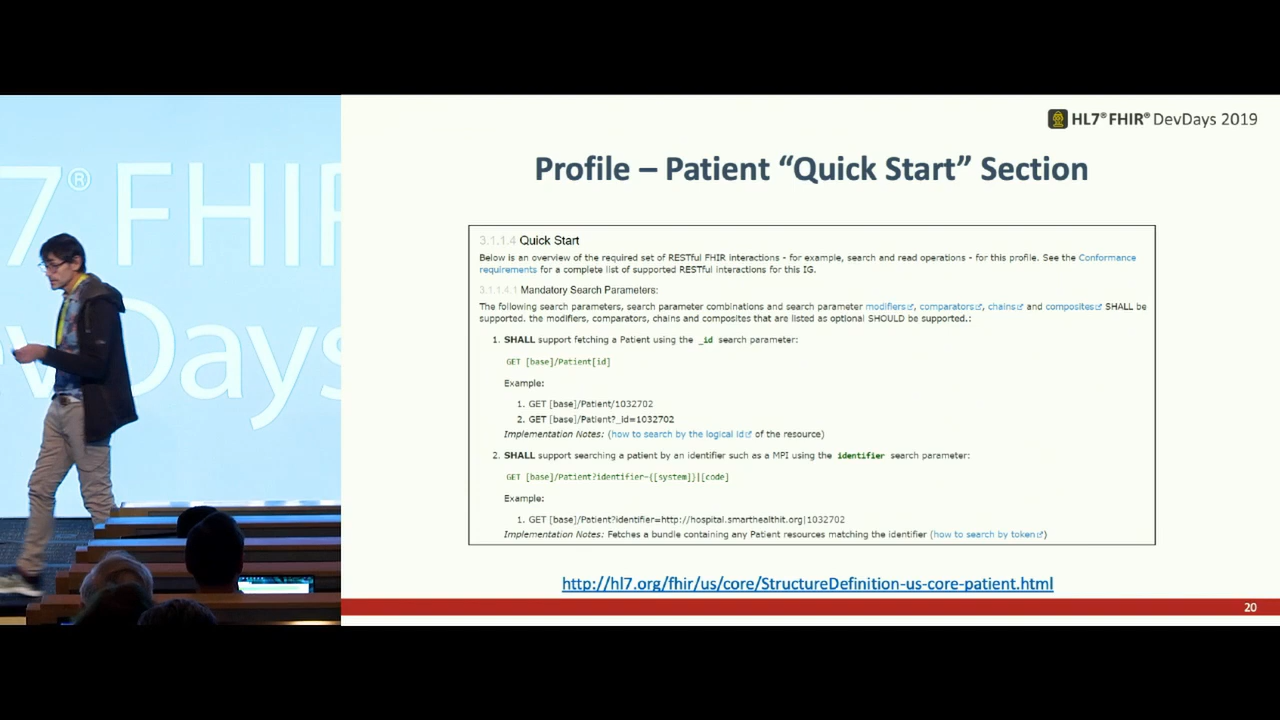 7® FHIR
evDays
HL7® FHIR® DevDays 2019
Profile – Patient “Quick Start” Section
3.1.1.4 Quick Start
Below is an overview of the required set of RESTful FHIR interactions - for example, search and read operations - for this profile. See the Conformance
requirements for a complete list of supported RESTful interactions for this IG.
3.1.1.4.1 Mandatory Search Parameters:
The following search parameters, search parameter combinations and search parameter modifiers, comparators, chains and composites SHALL be
supported. the modifiers, comparators, chains and composites that are listed as optional SHOULD be supported.:
1. SHALL support fetching a Patient using the _id search parameter:
GET [base]/Patient[id]
Example:
1. GET [base]/Patient/1032702
2. GET [base]/Patient?_id=1032702
Implementation Notes: (how to search by the logical id of the resource)
2. SHALL support searching a patient by an identifier such as a MPI using the identifier search parameter:
GET [base]/Patient?identifier={[system]}|[code]
Example:
1. GET [base]/Patient?identifier=http://hospital.smarthealthit.org|1032702
Implementation Notes: Fetches a bundle containing any Patient resources matching the identifier (how to search by token)
http://hl7.org/fhir/us/core/StructureDefinition-us-core-patient.html
20